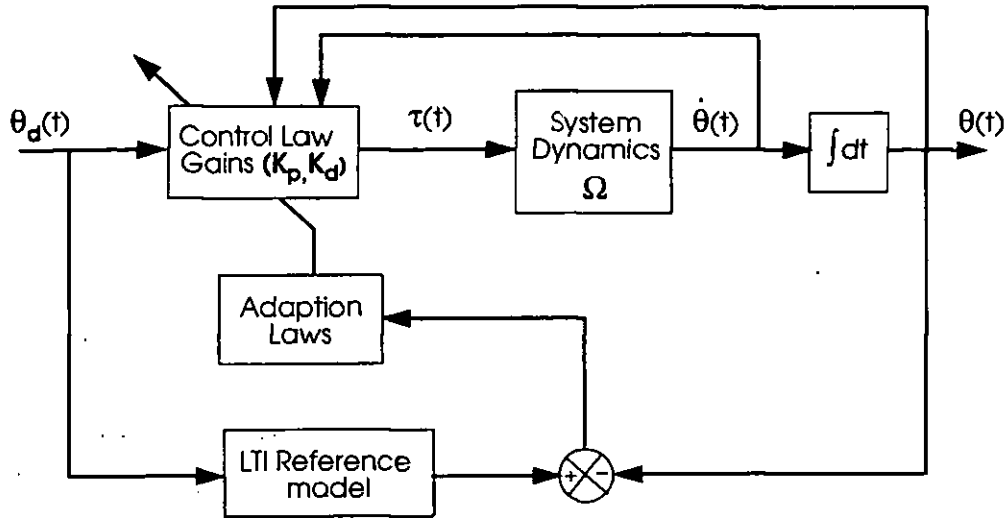 θd(t)
Control Law
Gains (Kp,Kd)
τ(t)
System
Dynamics
Ω
θ̇(t)
∫dt
θ(t)
Adaption
Laws
LTI Reference
model
+
−